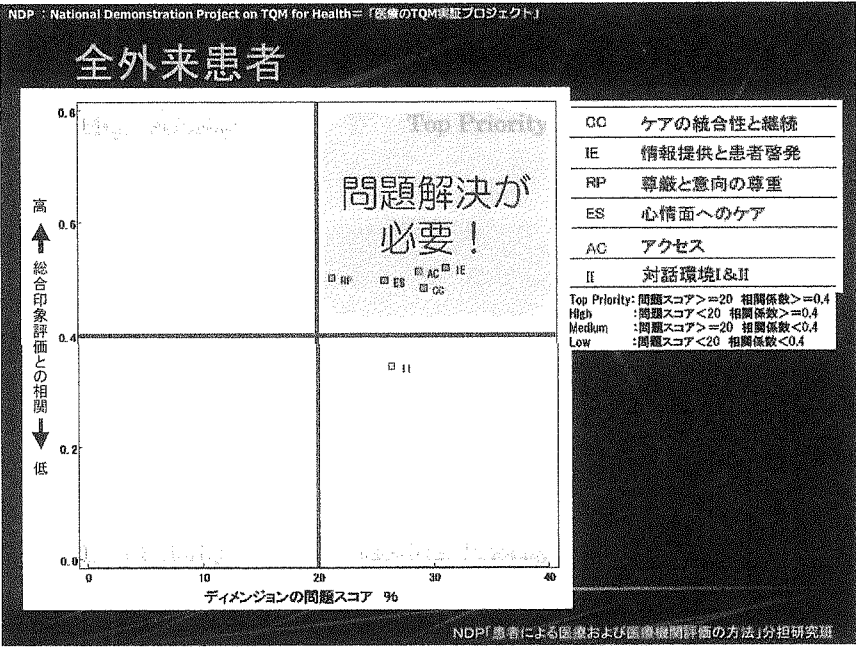 NDP : National Demonstration Project on TQM for Health=「医療のTQM実証プロジェクト」
全外来患者
0.6
Top Priority
問題解決が
必要！
高
0.6
総合印象評価との相関
RP
ES
AC
IE
CC
0.4
II
0.2
低
0.0
0
10
20
30
40
ディメンジョンの問題スコア %
CC ケアの統合性と継続
IE 情報提供と患者啓発
RP 尊厳と意向の尊重
ES 心情面へのケア
AC アクセス
II 対話環境I&II
Top Priority:問題スコア>=20 相関係数>=0.4
High :問題スコア<20 相関係数>=0.4
Medium :問題スコア>=20 相関係数<0.4
Low :問題スコア<20 相関係数<0.4
NDP「患者による医療および医療機関評価の方法」分担研究班